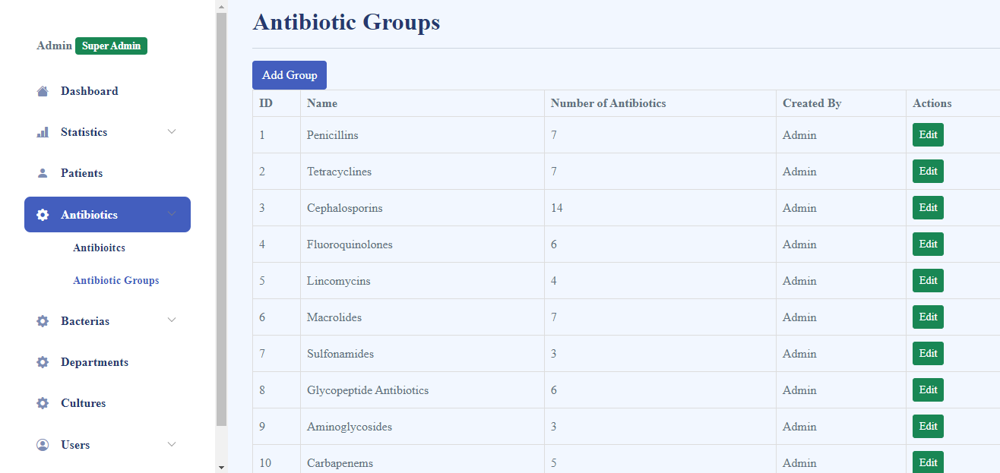 Admin Super Admin
Dashboard
Statistics
Patients
Antibiotics
Antibioitcs
Antibiotic Groups
Bacterias
Departments
Cultures
Users
Antibiotic Groups
Add Group
ID Name Number of Antibiotics Created By Actions
1 Penicillins 7 Admin Edit
2 Tetracyclines 7 Admin Edit
3 Cephalosporins 14 Admin Edit
4 Fluoroquinolones 6 Admin Edit
5 Lincomycins 4 Admin Edit
6 Macrolides 7 Admin Edit
7 Sulfonamides 3 Admin Edit
8 Glycopeptide Antibiotics 6 Admin Edit
9 Aminoglycosides 3 Admin Edit
10 Carbapenems 5 Admin Edit